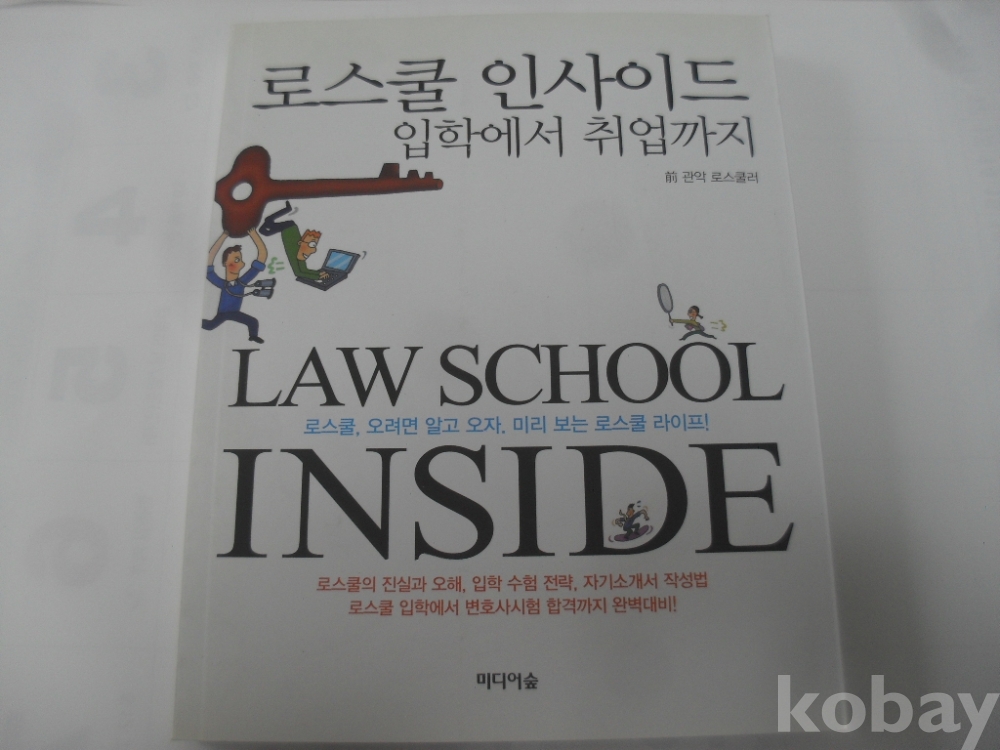 로스쿨 인사이드
입학에서 취업까지
前 관악 로스쿨러
LAW SCHOOL
로스쿨, 오려면 알고 오자. 미리 보는 로스쿨 라이프!
INSIDE
로스쿨의 진실과 오해, 입학 수험 전략, 자기소개서 작성법
로스쿨 입학에서 변호사시험 합격까지 완벽대비!
미디어숲
kobay